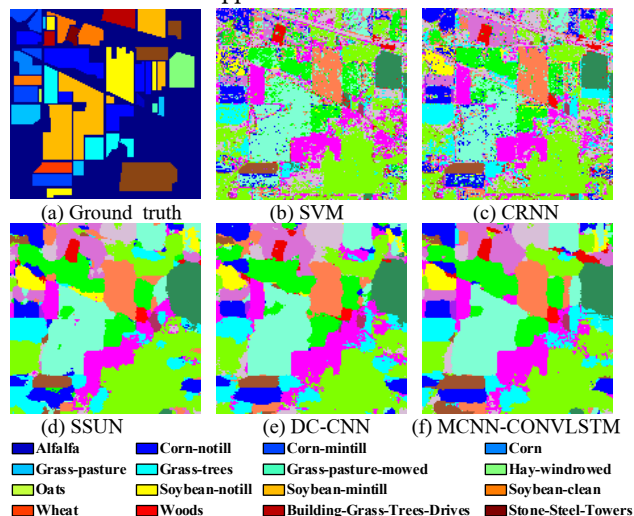 (a) Ground truth (b) SVM (c) CRNN
(d) SSUN (e) DC-CNN (f) MCNN-CONVLSTM
Alfalfa Corn-notill Corn-mintill Corn
Grass-pasture Grass-trees Grass-pasture-mowed Hay-windrowed
Oats Soybean-notill Soybean-mintill Soybean-clean
Wheat Woods Building-Grass-Trees-Drives Stone-Steel-Towers